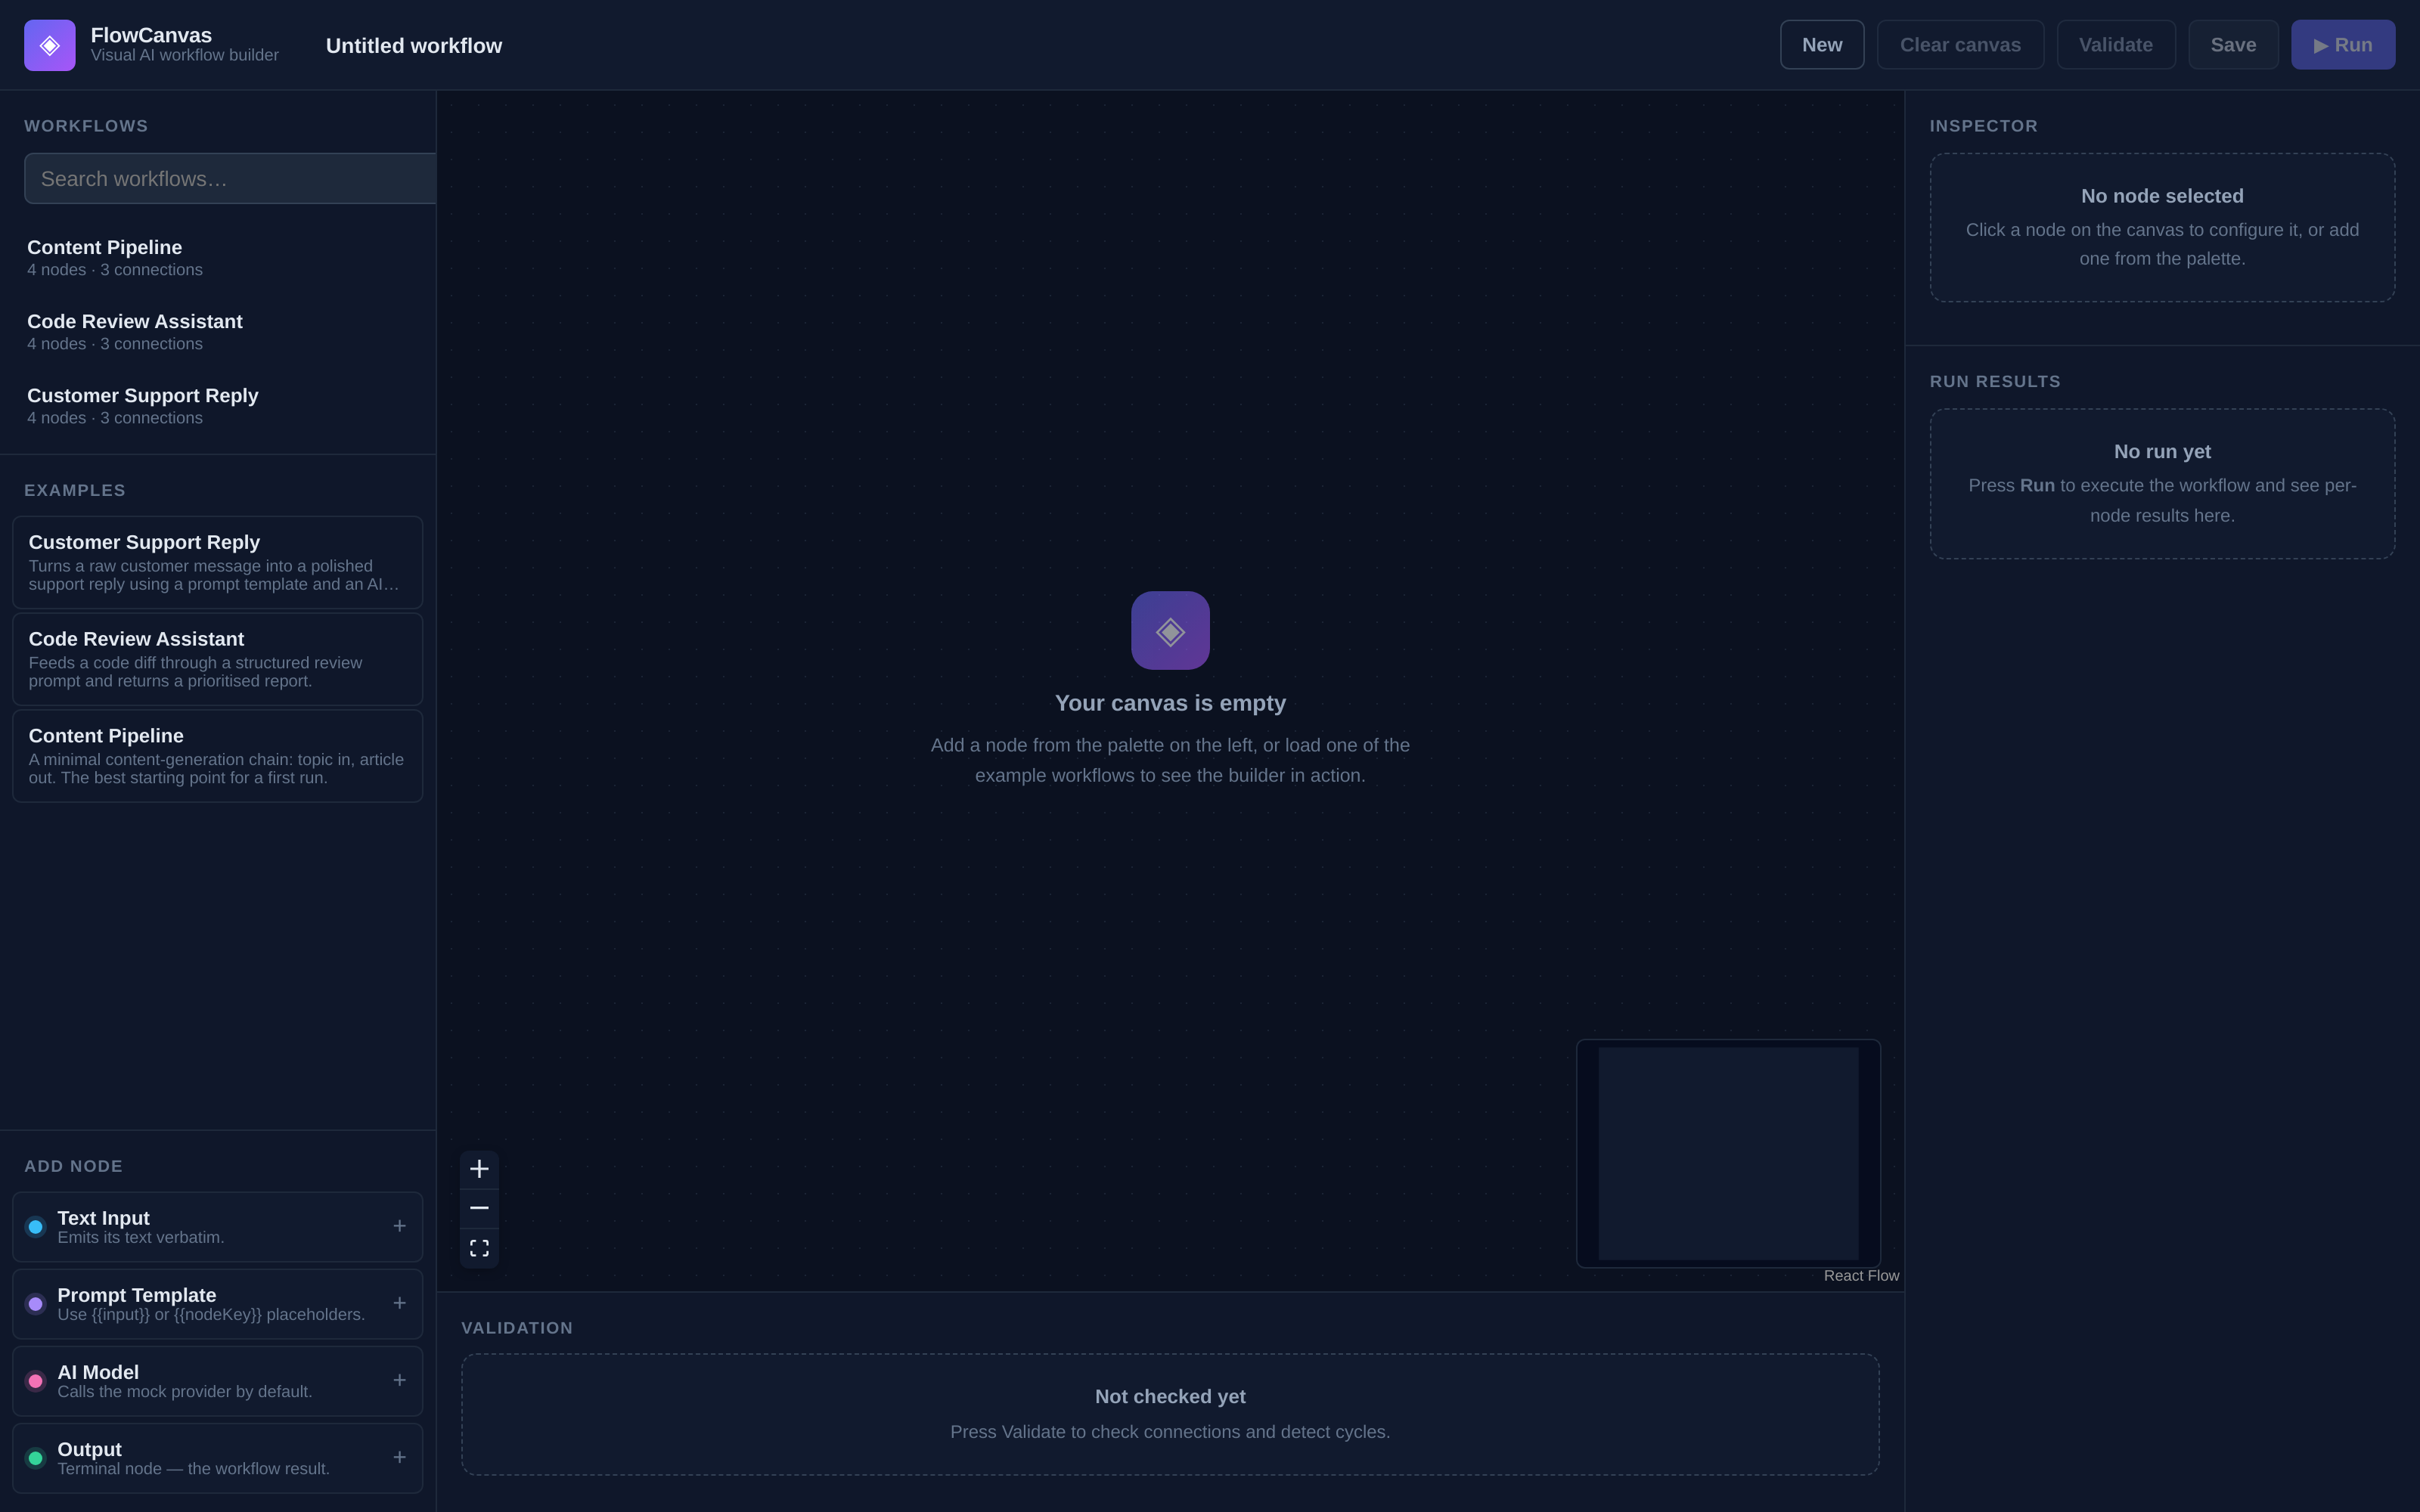 FlowCanvas
Visual AI workflow builder
Untitled workflow
New
Clear canvas
Validate
Save
▶ Run
WORKFLOWS
Search workflows…
Content Pipeline
4 nodes · 3 connections
Code Review Assistant
4 nodes · 3 connections
Customer Support Reply
4 nodes · 3 connections
EXAMPLES
Customer Support Reply
Turns a raw customer message into a polished
support reply using a prompt template and an AI…
Code Review Assistant
Feeds a code diff through a structured review
prompt and returns a prioritised report.
Content Pipeline
A minimal content-generation chain: topic in, article
out. The best starting point for a first run.
ADD NODE
Text Input
Emits its text verbatim.
+
Prompt Template
Use {{input}} or {{nodeKey}} placeholders.
+
AI Model
Calls the mock provider by default.
+
Output
Terminal node — the workflow result.
+
Your canvas is empty
Add a node from the palette on the left, or load one of the
example workflows to see the builder in action.
React Flow
VALIDATION
Not checked yet
Press Validate to check connections and detect cycles.
INSPECTOR
No node selected
Click a node on the canvas to configure it, or add
one from the palette.
RUN RESULTS
No run yet
Press Run to execute the workflow and see per-
node results here.